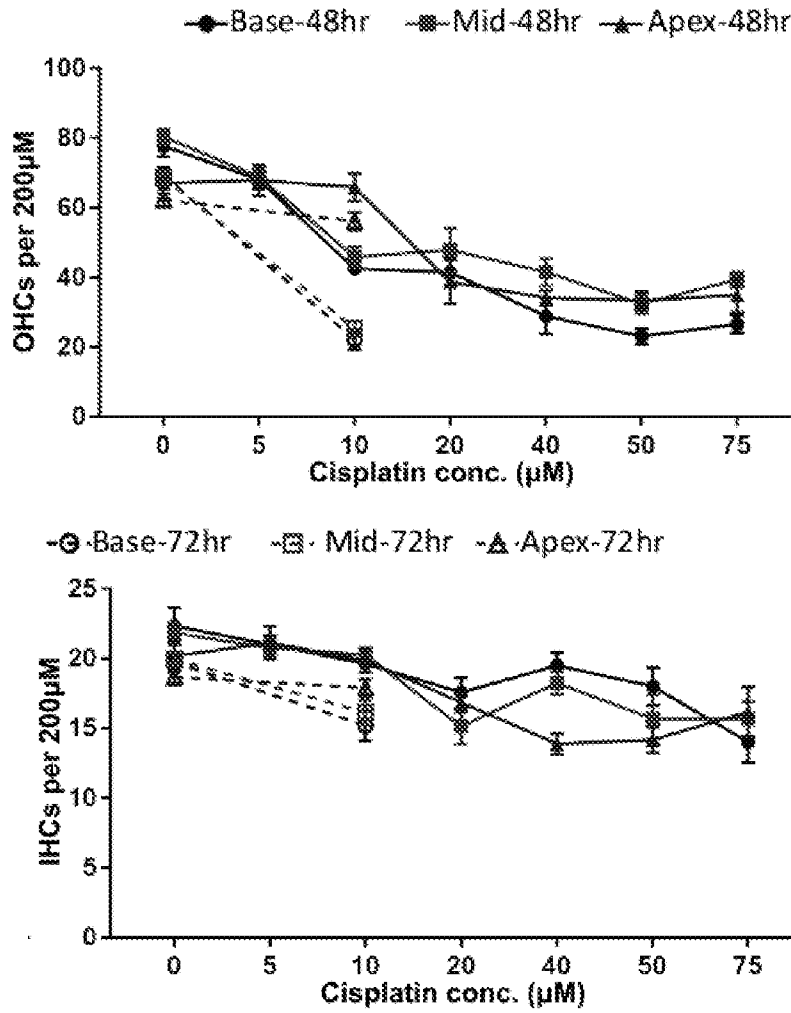 Base-48hr Mid-48hr Apex-48hr
100
80
60
40
20
0
OHCs per 200µM
0 5 10 20 40 50 75
Cisplatin conc. (µM)
Base-72hr Mid-72hr Apex-72hr
25
20
15
10
5
0
IHCs per 200µM
0 5 10 20 40 50 75
Cisplatin conc. (µM)